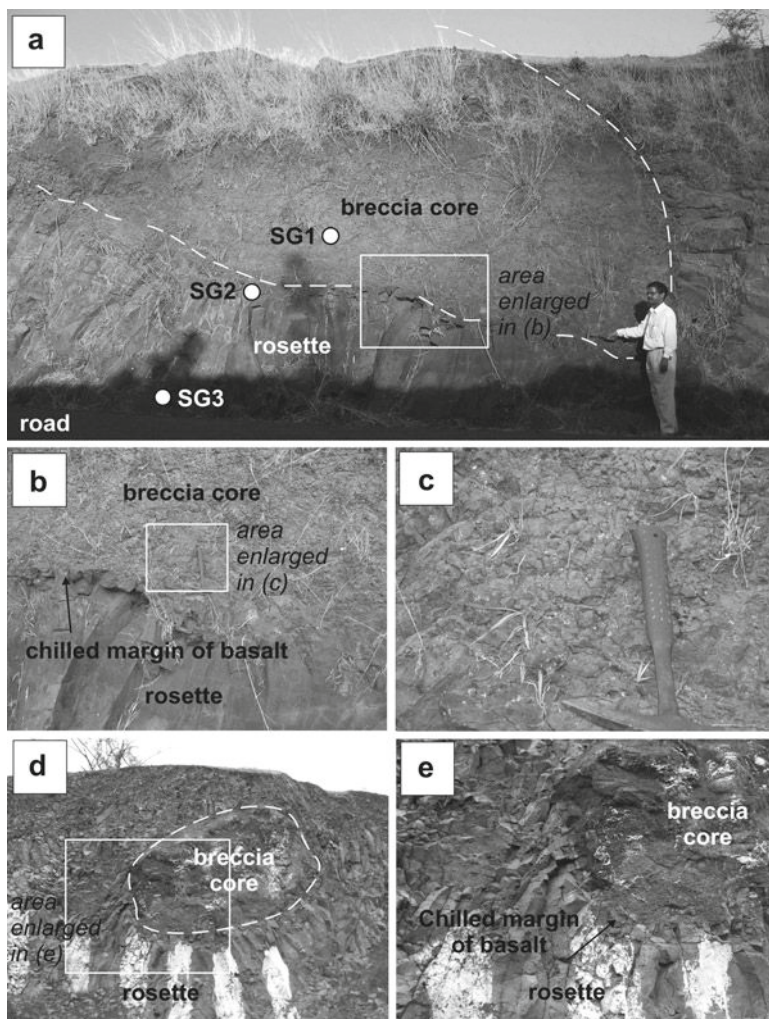 a
breccia core
SG1
area
enlarged
in (b)
SG2
rosette
SG3
road
b
breccia core
area
enlarged
in (c)
chilled margin of basalt
rosette
c
d
breccia
core
area
enlarged
in (e)
rosette
e
breccia
core
Chilled margin
of basalt
rosette